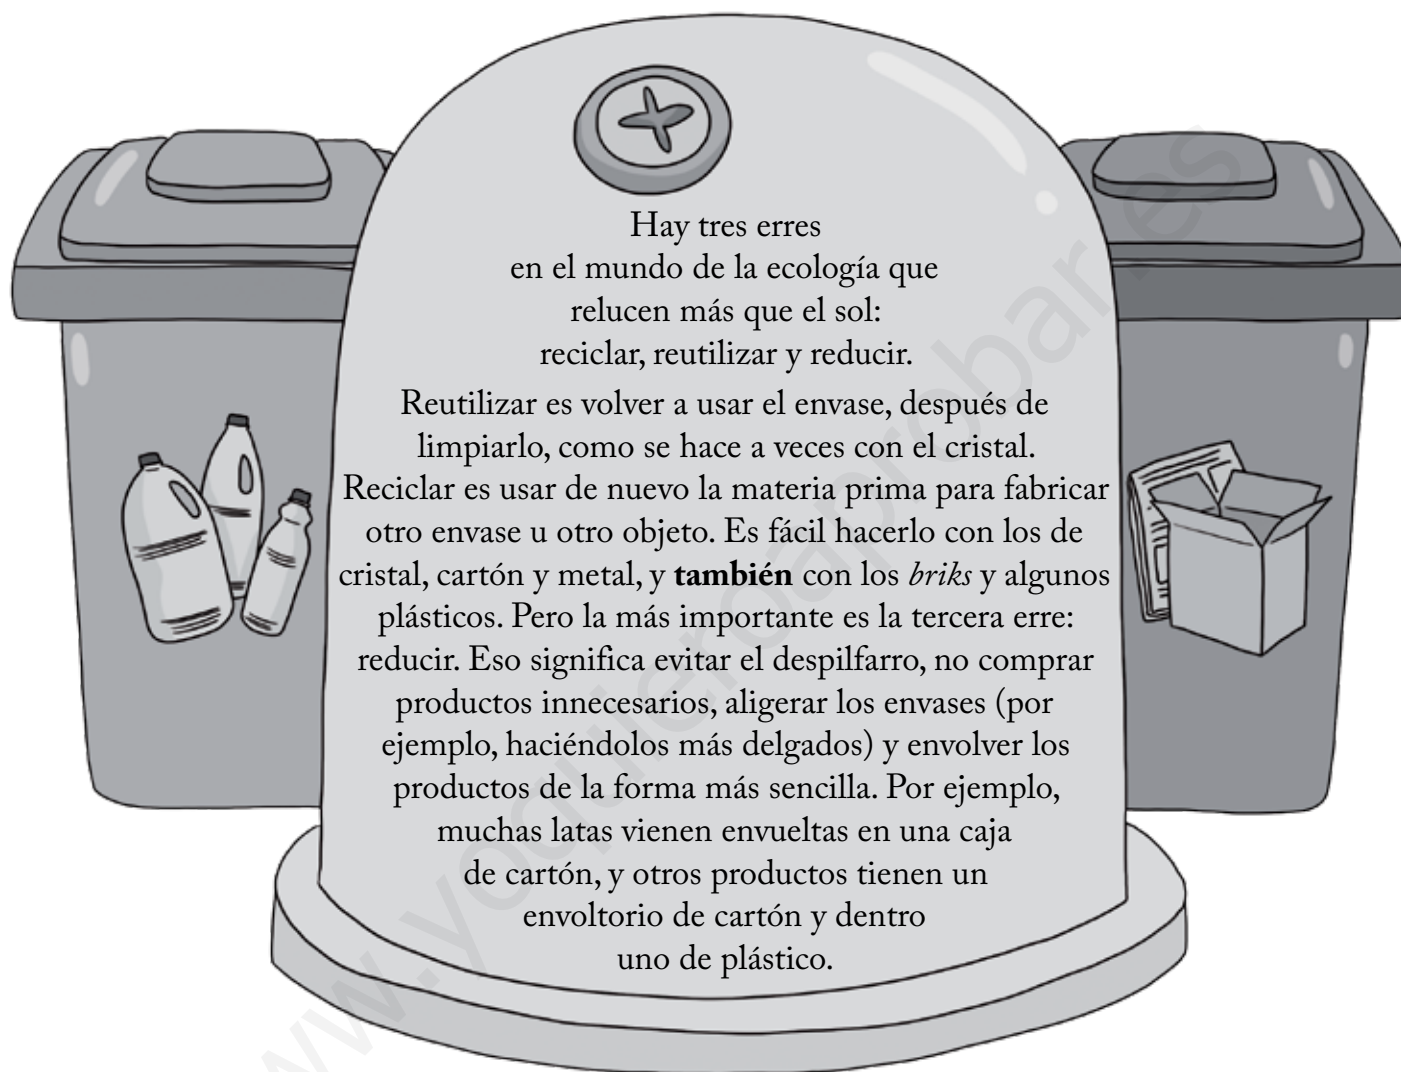 Hay tres erres
en el mundo de la ecología que
relucen más que el sol:
reciclar, reutilizar y reducir.
Reutilizar es volver a usar el envase, después de
limpiarlo, como se hace a veces con el cristal.
Reciclar es usar de nuevo la materia prima para fabricar
otro envase u otro objeto. Es fácil hacerlo con los de
cristal, cartón y metal, y también con los briks y algunos
plásticos. Pero la más importante es la tercera erre:
reducir. Eso significa evitar el despilfarro, no comprar
productos innecesarios, aligerar los envases (por
ejemplo, haciéndolos más delgados) y envolver los
productos de la forma más sencilla. Por ejemplo,
muchas latas vienen envueltas en una caja
de cartón, y otros productos tienen un
envoltorio de cartón y dentro
uno de plástico.
www.yoquieroaprobar.es